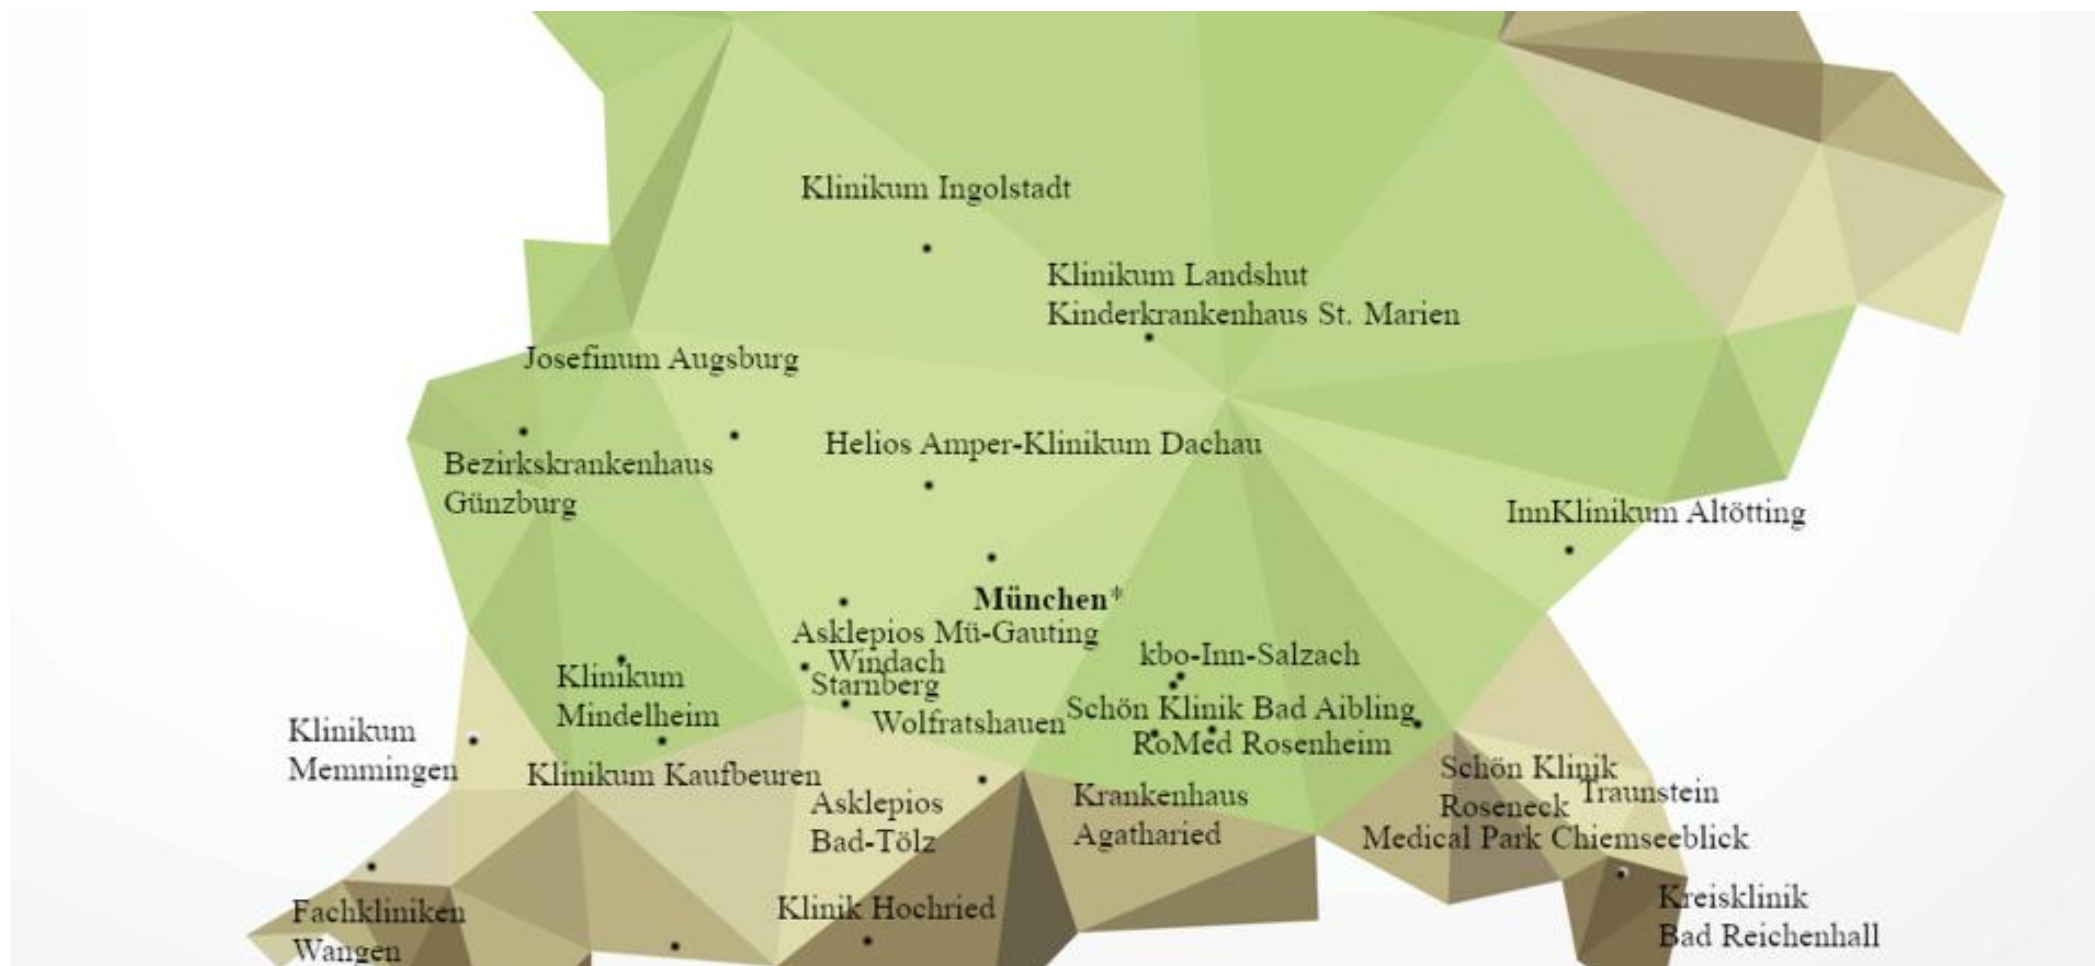 Klinikum Ingolstadt
Klinikum Landshut
Kinderkrankenhaus St. Marien
Josefinum Augsburg
Helios Amper-Klinikum Dachau
Bezirkskrankenhaus
Günzburg
InnKlinikum Altötting
München*
Asklepios Mü-Gauting
Windach
Starnberg
kbo-Inn-Salzach
Klinikum
Mindelheim
Wolfratshauen
Schön Klinik Bad Aibling
RoMed Rosenheim
Klinikum
Memmingen
Klinikum Kaufbeuren
Asklepios
Bad-Tölz
Krankenhaus
Agatharied
Schön Klinik
Roseneck
Traunstein
Medical Park Chiemseeblick
Fachkliniken
Wangen
Klinik Hochried
Kreisklinik
Bad Reichenhall